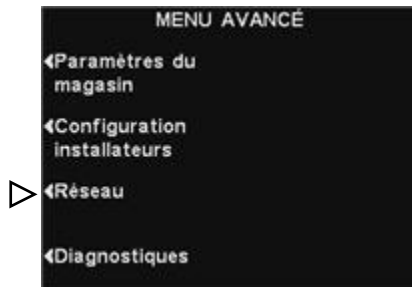 MENU AVANCÉ
Paramètres du
magasin
Configuration
installateurs
Réseau
Diagnostiques